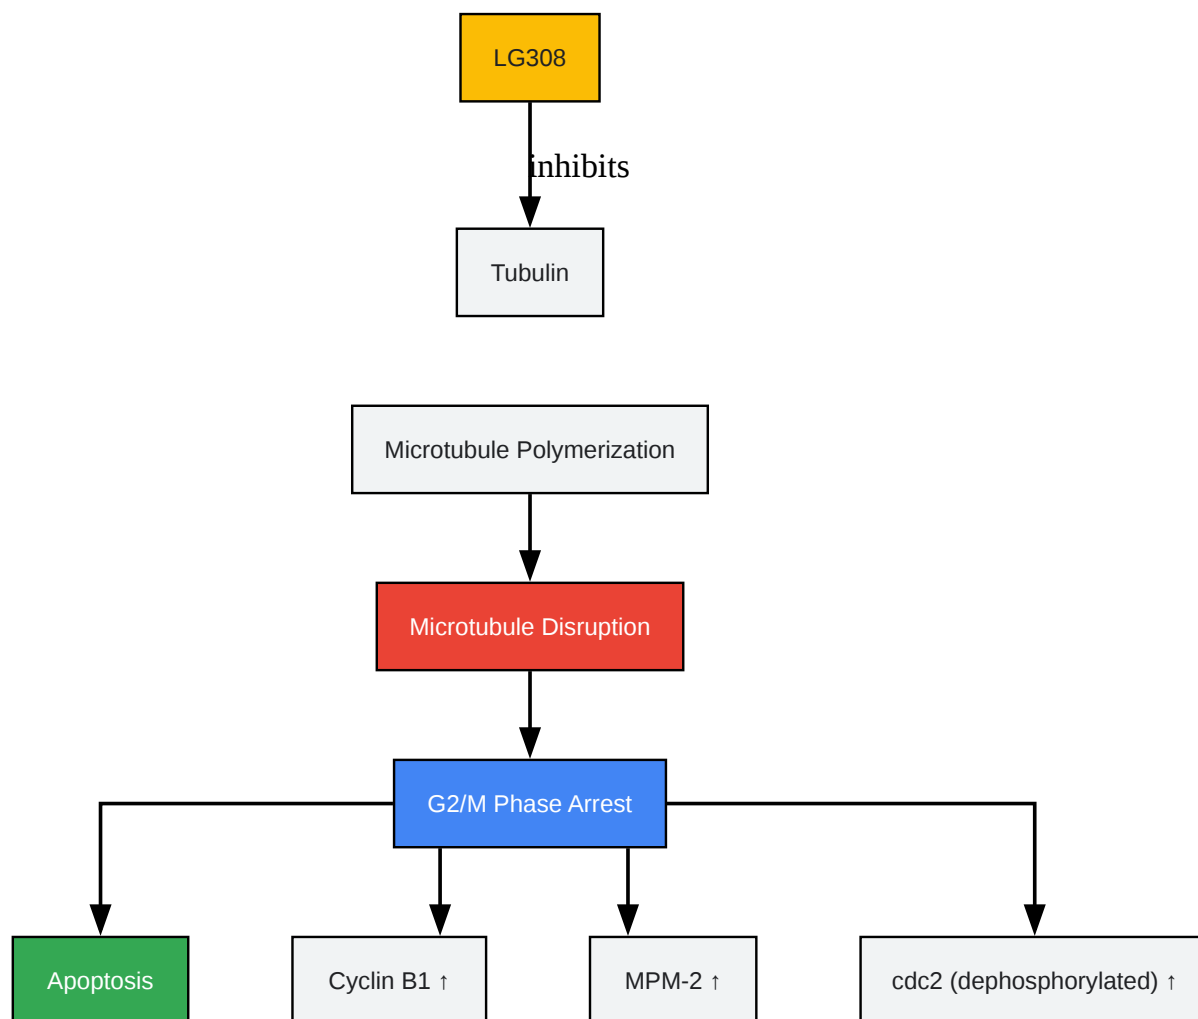 LG308
inhibits
Tubulin
Microtubule Polymerization
Microtubule Disruption
G2/M Phase Arrest
Apoptosis
Cyclin B1 ↑
MPM-2 ↑
cdc2 (dephosphorylated) ↑